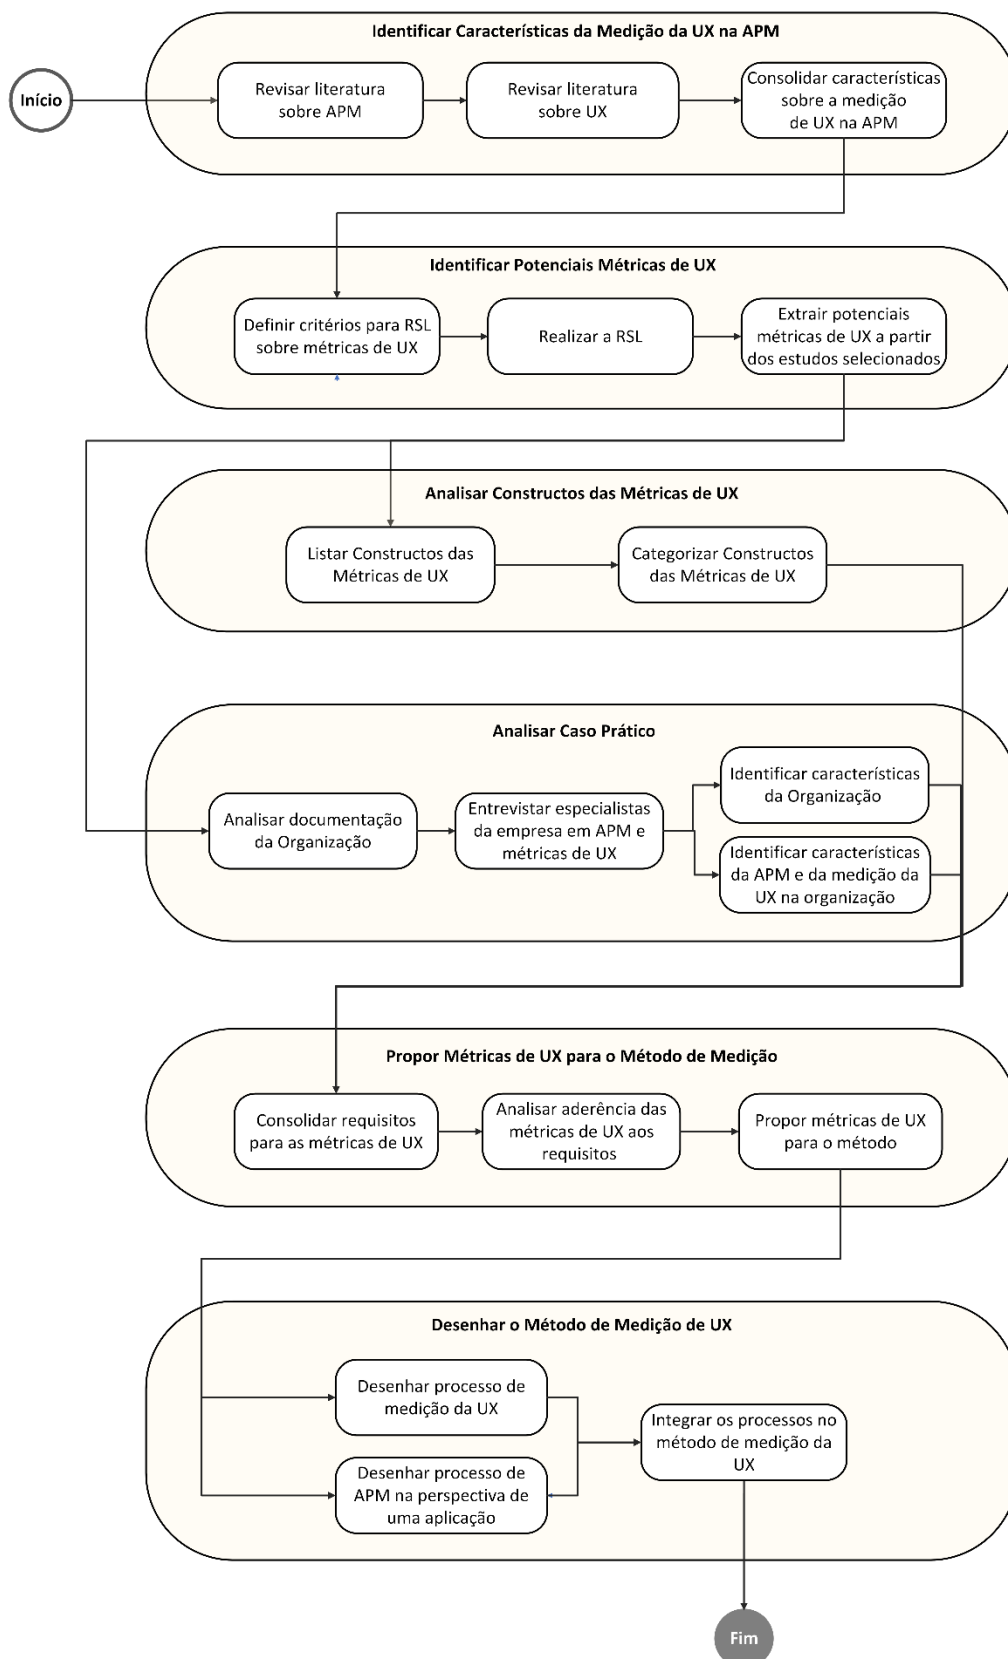 Identificar Características da Medição da UX na APM
Início
Revisar literatura
sobre APM
Revisar literatura
sobre UX
Consolidar características
sobre a medição
de UX na APM
Identificar Potenciais Métricas de UX
Definir critérios para RSL
sobre métricas de UX
Realizar a RSL
Extrair potenciais
métricas de UX a partir
dos estudos selecionados
Analisar Constructos das Métricas de UX
Listar Constructos das
Métricas de UX
Categorizar Constructos
das Métricas de UX
Analisar Caso Prático
Analisar documentação
da Organização
Entrevistar especialistas
da empresa em APM e
métricas de UX
Identificar características
da Organização
Identificar características
da APM e da medição da
UX na organização
Propor Métricas de UX para o Método de Medição
Consolidar requisitos
para as métricas de UX
Analisar aderência das
métricas de UX aos
requisitos
Propor métricas de UX
para o método
Desenhar o Método de Medição de UX
Desenhar processo de
medição da UX
Desenhar processo de
APM na perspectiva de
uma aplicação
Integrar os processos no
método de medição da
UX
Fim